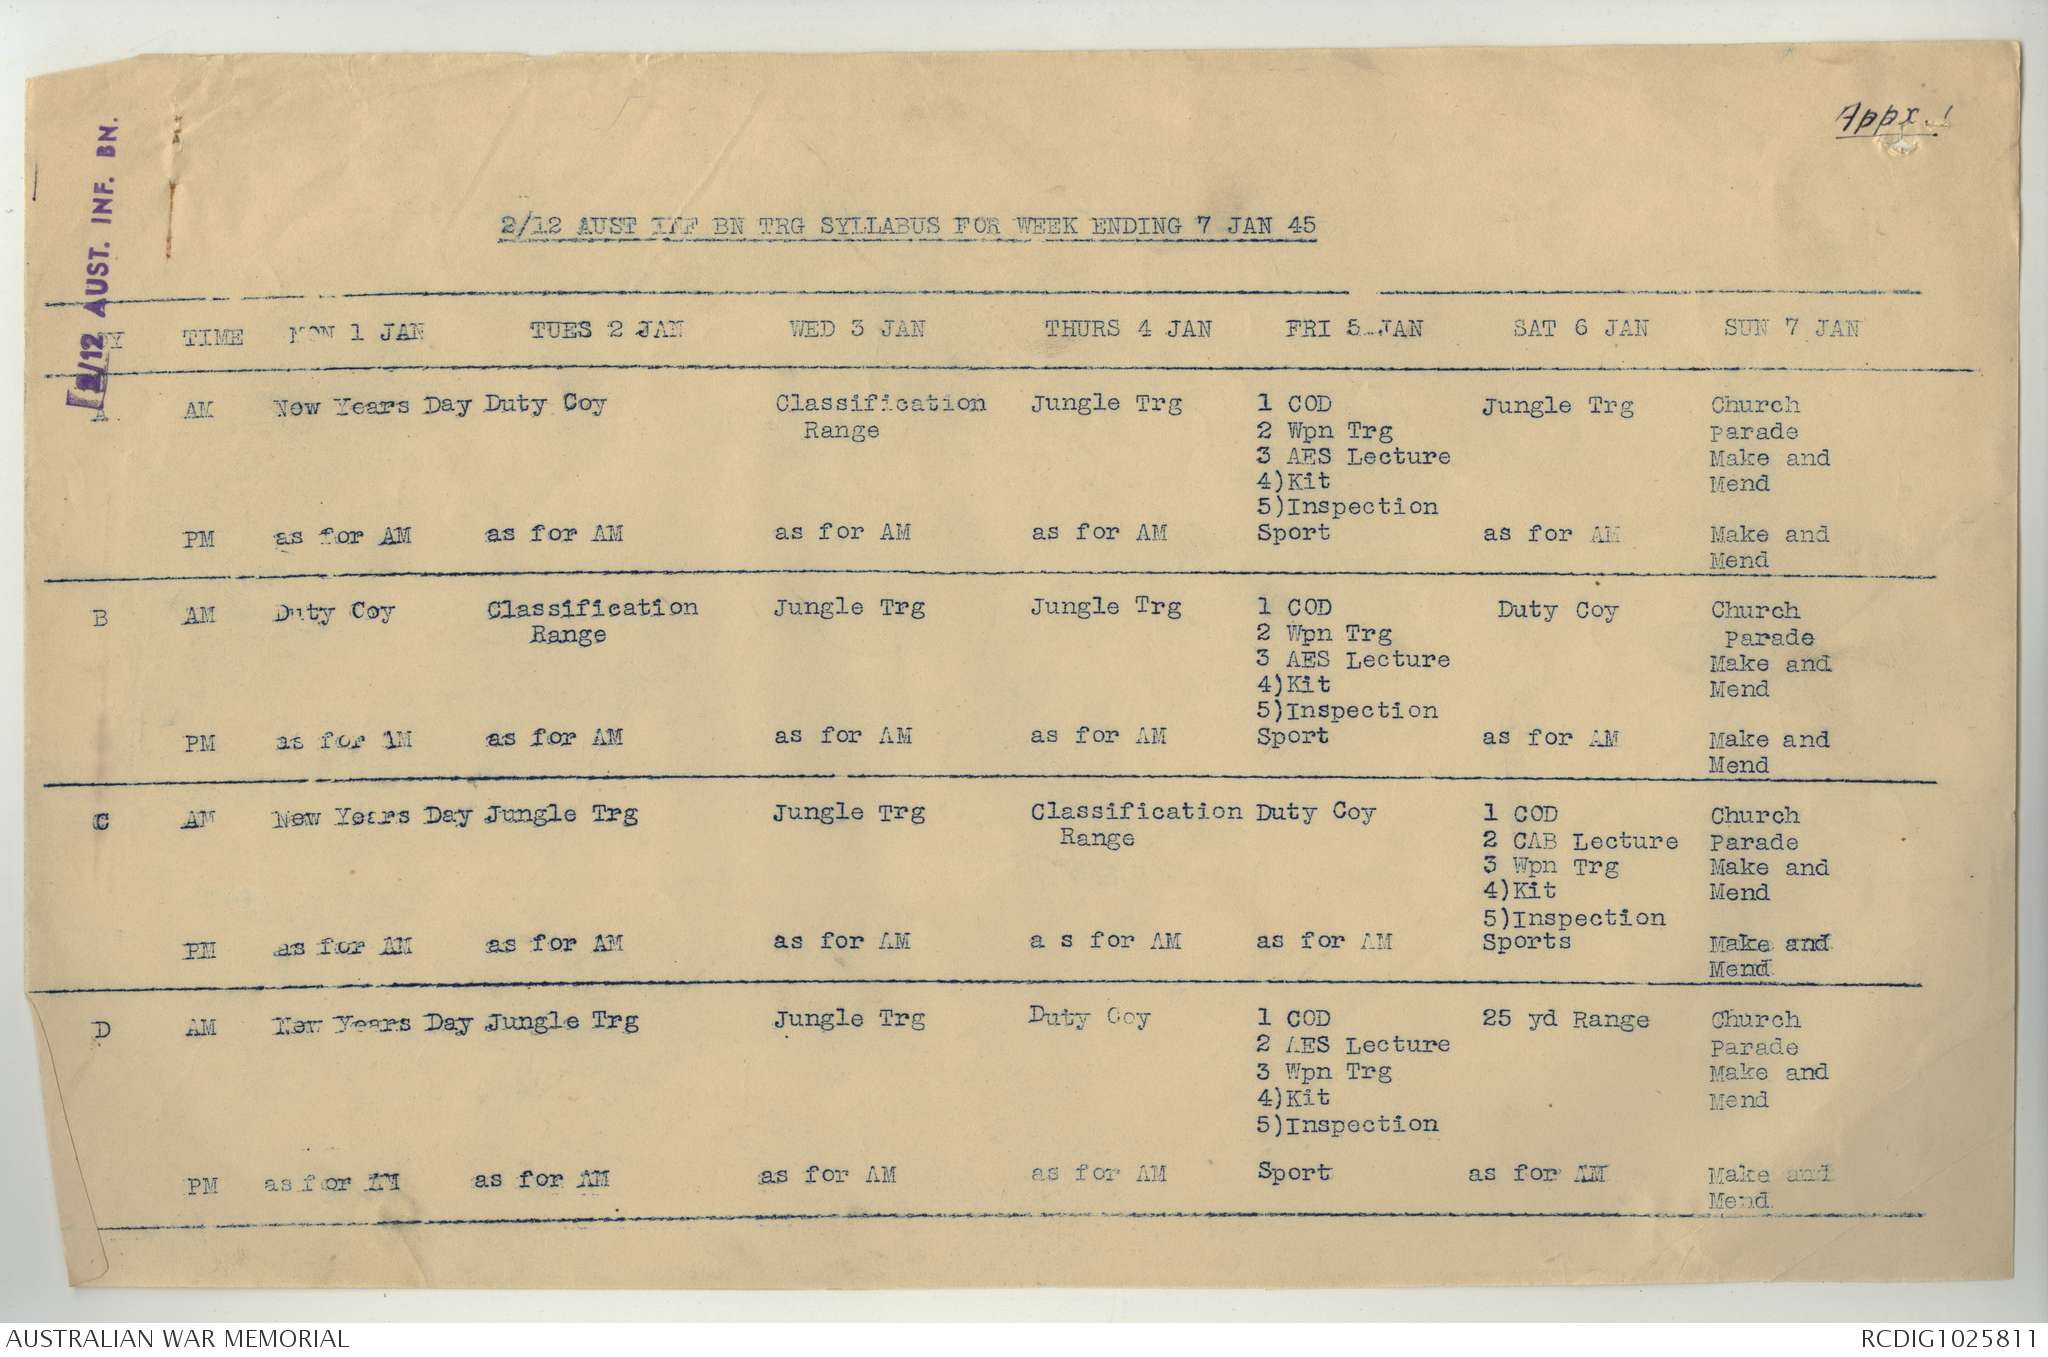 Appx. 1
2/12 AUST. INF. BN.
2/12 AUST INF BN TRG SYLLABUS FOR WEEK ENDING 7 JAN 45
TIME MON 1 JAN TUES 2 JAN WED 3 JAN THURS 4 JAN FRI 5 JAN SAT 6 JAN SUN 7 JAN
A AM New Years Day Duty Coy Classification Jungle Trg 1 COD Jungle Trg Church
Range 2 Wpn Trg Parade
3 AES Lecture Make and
4)Kit Mend
5)Inspection
PM as for AM as for AM as for AM as for AM Sport as for AM Make and
Mend
B AM Duty Coy Classification Jungle Trg Jungle Trg 1 COD Duty Coy Church
Range 2 Wpn Trg Parade
3 AES Lecture Make and
4)Kit Mend
5)Inspection
PM as for AM as for AM as for AM as for AM Sport as for AM Make and
Mend
C AM New Years Day Jungle Trg Jungle Trg Classification Duty Coy 1 COD Church
Range 2 CAB Lecture Parade
3 Wpn Trg Make and
4)Kit Mend
5)Inspection
PM as for AM as for AM as for AM a s for AM as for AM Sports Make and
Mend
D AM New Years Day Jungle Trg Jungle Trg Duty Coy 1 COD 25 yd Range Church
2 AES Lecture Parade
3 Wpn Trg Make and
4)Kit Mend
5)Inspection
PM as for AM as for AM as for AM as for AM Sport as for AM Make and
Mend
AUSTRALIAN WAR MEMORIAL RCDIG1025811